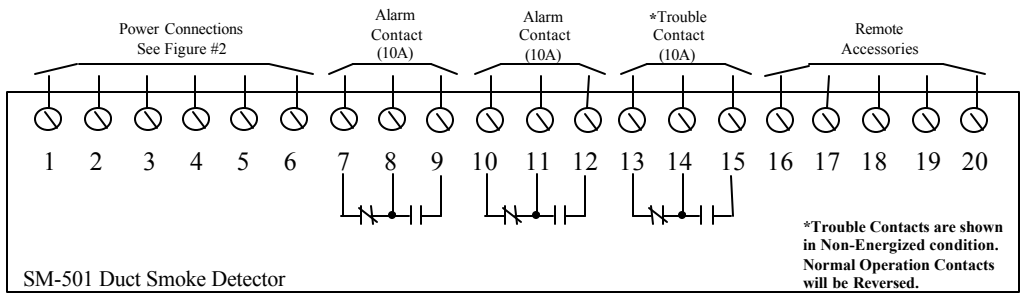 Power Connections
See Figure #2
Alarm
Contact
(10A)
Alarm
Contact
(10A)
*Trouble
Contact
(10A)
Remote
Accessories
1 2 3 4 5 6 7 8 9 10 11 12 13 14 15 16 17 18 19 20
*Trouble Contacts are shown
in Non-Energized condition.
Normal Operation Contacts
will be Reversed.
SM-501 Duct Smoke Detector